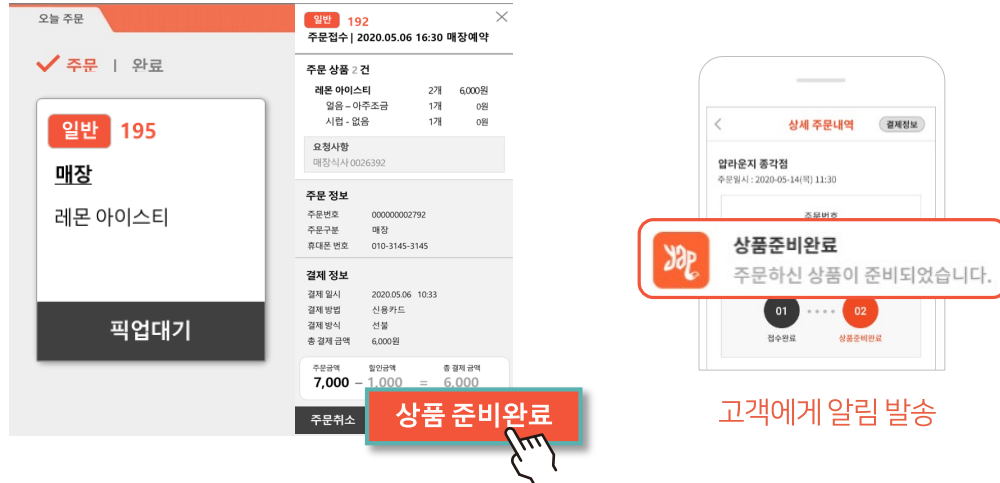 오늘 주문
주문 | 완료
일반 195
매장
레몬 아이스티
픽업대기
일반 192
주문접수 | 2020.05.06 16:30 매장예약
주문 상품 2 건
레몬 아이스티 2개 6,000원
얼음 – 아주조금 1개 0원
시럽 - 없음 1개 0원
요청사항
매장식사 0026392
주문 정보
주문번호 000000002792
주문구분 매장
휴대폰 번호 010-3145-3145
결제 정보
결제 일시 2020.05.06 10:33
결제 방법 신용카드
결제 방식 선불
총 결제 금액 6,000원
주문금액 할인금액 총 결제 금액
7,000 – 1,000 = 6,000
주문취소 상품 준비완료
상세 주문내역 결제정보
얍라운지 종각점
주문일시 : 2020-05-14(목) 11:30
주문번호
yap
상품준비완료
주문하신 상품이 준비되었습니다.
01 02
접수완료 상품준비완료
고객에게 알림 발송